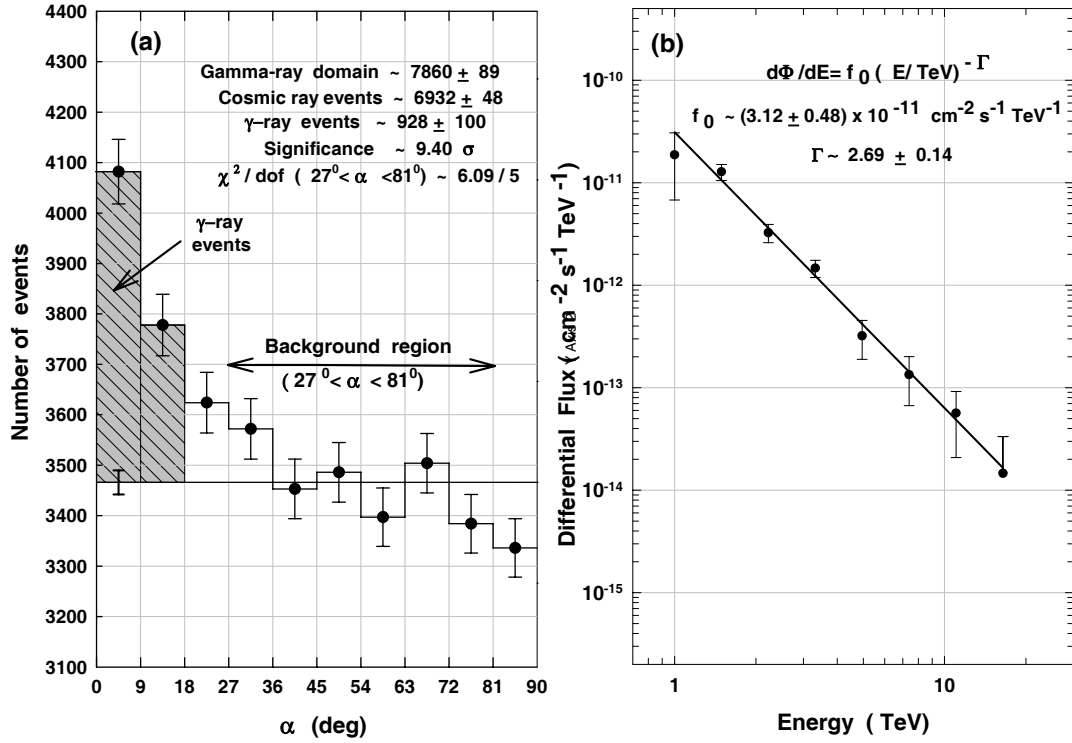 (a)
Gamma-ray domain ~ 7860 ± 89
Cosmic ray events ~ 6932 ± 48
γ-ray events ~ 928 ± 100
Significance ~ 9.40 σ
χ²/dof ( 27⁰< α <81⁰) ~ 6.09 / 5
γ-ray
events
Background region
( 27⁰< α < 81⁰)
Number of events
4400
4300
4200
4100
4000
3900
3800
3700
3600
3500
3400
3300
3200
3100
0 9 18 27 36 45 54 63 72 81 90
α (deg)
(b)
dΦ/dE= f₀ ( E/ TeV) ⁻ᴦ
f₀ ~ (3.12 ± 0.48) x 10⁻¹¹ cm⁻² s⁻¹ TeV⁻¹
Γ ~ 2.69 ± 0.14
Differential Flux ( cm⁻² s⁻¹ TeV⁻¹)
10⁻¹⁰
10⁻¹¹
10⁻¹²
10⁻¹³
10⁻¹⁴
10⁻¹⁵
1 10
Energy ( TeV)